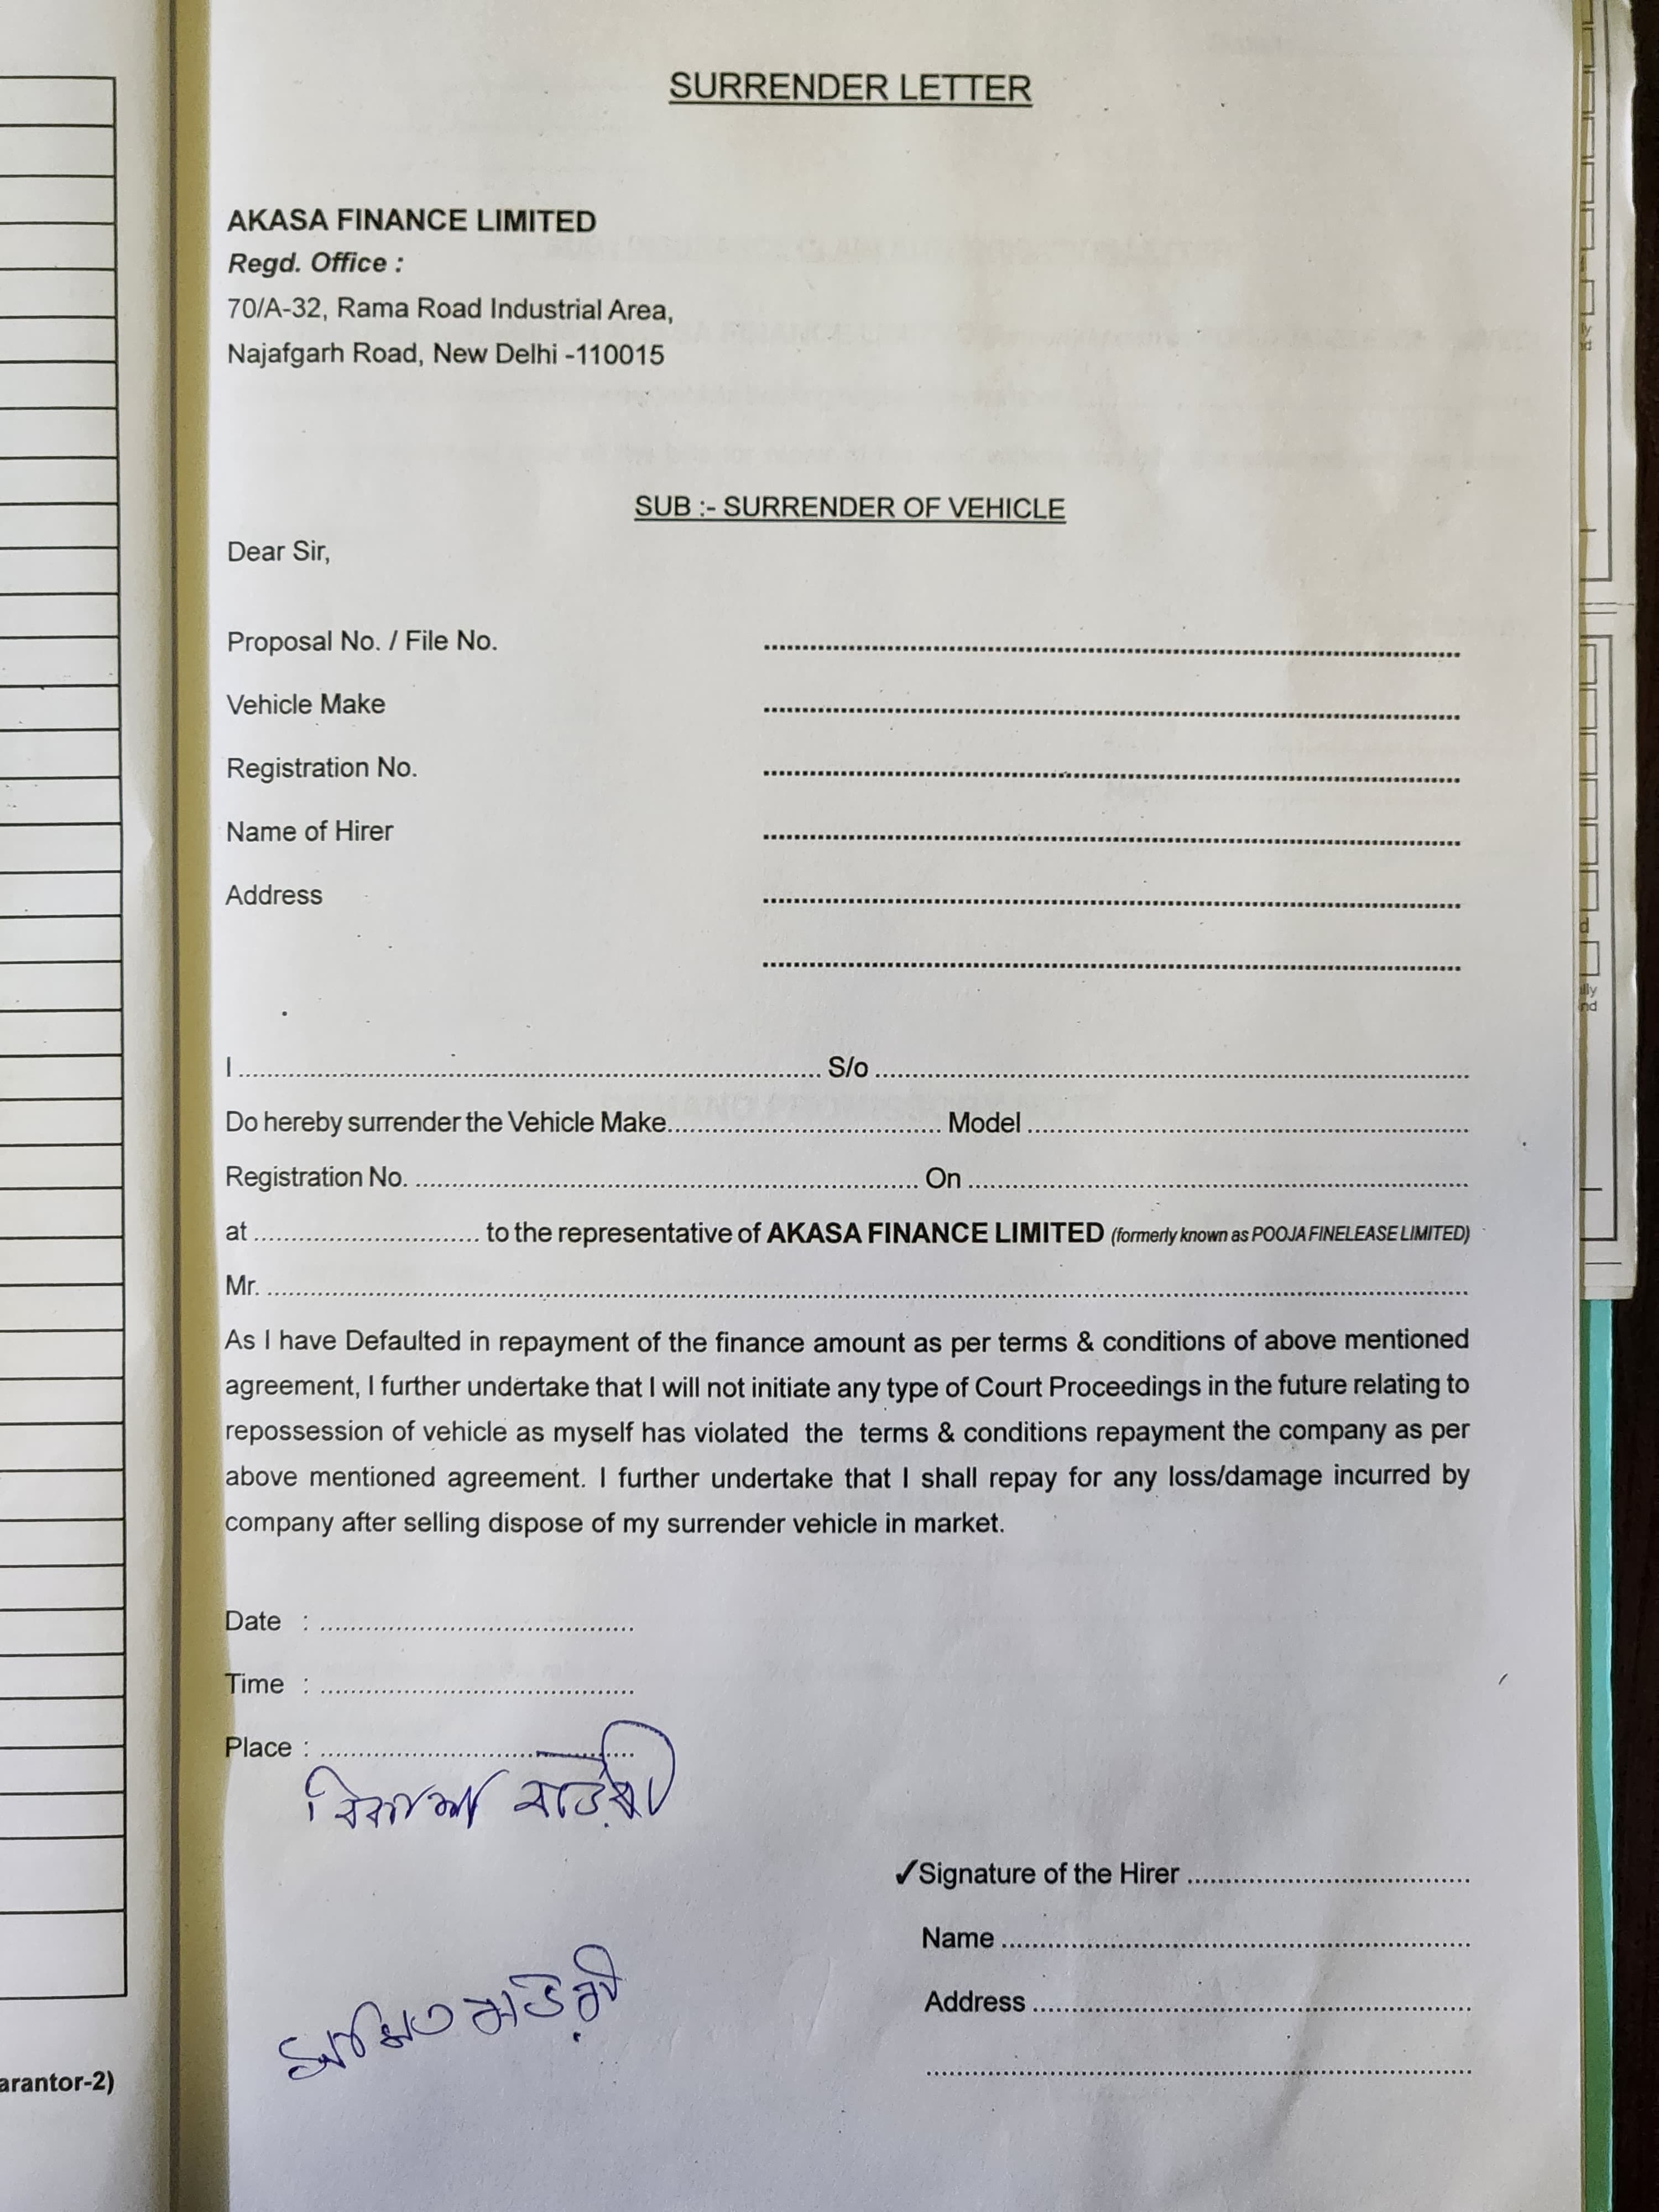 SURRENDER LETTER
AKASA FINANCE LIMITED
Regd. Office :
70/A-32, Rama Road Industrial Area,
Najafgarh Road, New Delhi -110015
SUB :- SURRENDER OF VEHICLE
Dear Sir,
Proposal No. / File No. ................................................
Vehicle Make ................................................
Registration No. ................................................
Name of Hirer ................................................
Address ................................................
................................................
I ................................................ S/o ................................................
Do hereby surrender the Vehicle Make.................................... Model ................................................
Registration No. ................................................ On ................................................
at .............................. to the representative of AKASA FINANCE LIMITED (formerly known as POOJA FINELEASE LIMITED)
Mr. ................................................
As I have Defaulted in repayment of the finance amount as per terms & conditions of above mentioned
agreement, I further undertake that I will not initiate any type of Court Proceedings in the future relating to
repossession of vehicle as myself has violated the terms & conditions repayment the company as per
above mentioned agreement. I further undertake that I shall repay for any loss/damage incurred by
company after selling dispose of my surrender vehicle in market.
Date : ..........................................
Time : ..........................................
Place : ..........................................
বিকাশ বাউরী
✓Signature of the Hirer ......................................
Name ................................................
Address ................................................
................................................
বাউরী
arantor-2)